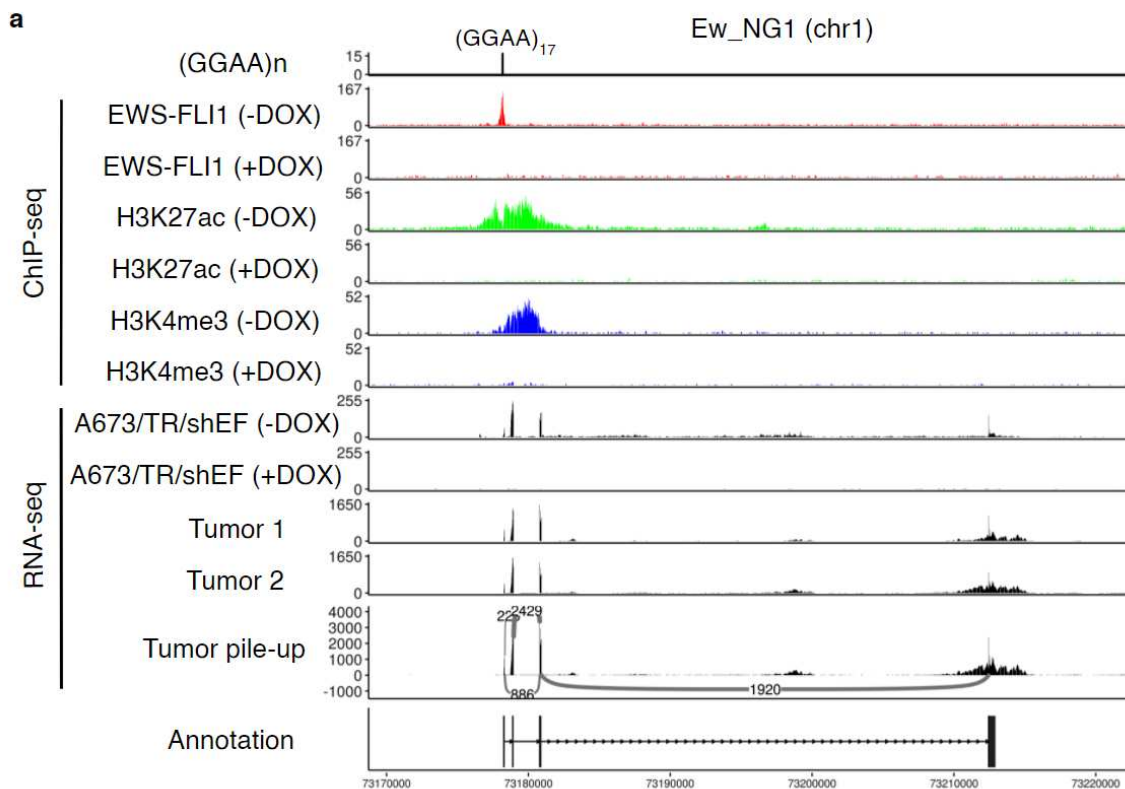 a
Ew_NG1 (chr1)
(GGAA)17
(GGAA)n
15
0
ChIP-seq
EWS-FLI1 (-DOX)
167
0
EWS-FLI1 (+DOX)
167
0
H3K27ac (-DOX)
56
0
H3K27ac (+DOX)
56
0
H3K4me3 (-DOX)
52
0
H3K4me3 (+DOX)
52
0
RNA-seq
A673/TR/shEF (-DOX)
255
0
A673/TR/shEF (+DOX)
255
0
Tumor 1
1650
0
Tumor 2
1650
0
Tumor pile-up
4000
3000
2000
1000
0
-1000
2429
886
1920
Annotation
73170000 73180000 73190000 73200000 73210000 73220000